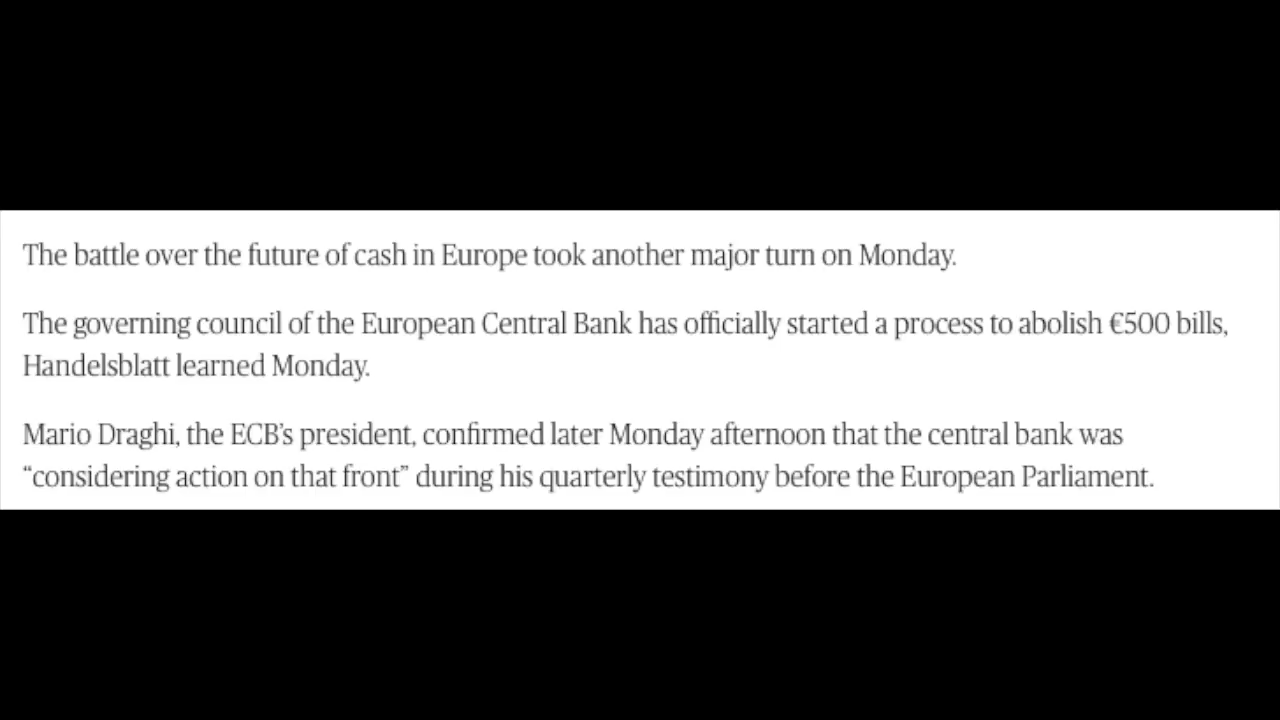 The battle over the future of cash in Europe took another major turn on Monday.
The governing council of the European Central Bank has officially started a process to abolish €500 bills,
Handelsblatt learned Monday.
Mario Draghi, the ECB’s president, confirmed later Monday afternoon that the central bank was
“considering action on that front” during his quarterly testimony before the European Parliament.